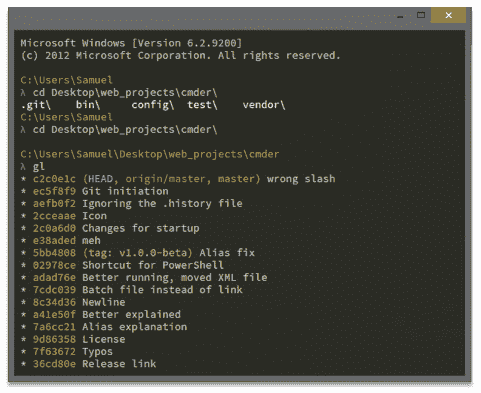 Microsoft Windows [Version 6.2.9200]
(c) 2012 Microsoft Corporation. All rights reserved.
C:\Users\Samuel
λ cd Desktop\web_projects\cmder\
.git\ bin\ config\ test\ vendor\
C:\Users\Samuel
λ cd Desktop\web_projects\cmder\
C:\Users\Samuel\Desktop\web_projects\cmder
λ gl
* c2c0e1c (HEAD, origin/master, master) wrong slash
* ec5f8f9 Git initiation
* aefb0f2 Ignoring the .history file
* 2cceaae Icon
* 2c0a6d0 Changes for startup
* e38aded meh
* 5bb4808 (tag: v1.0.0-beta) Alias fix
* 02978ce Shortcut for PowerShell
* adad76e Better running, moved XML file
* 7cdc039 Batch file instead of link
* 8c34d36 Newline
* a41e50f Better explained
* 7a6cc21 Alias explanation
* 9d86358 License
* 7f63672 Typos
* 36cd80e Release link